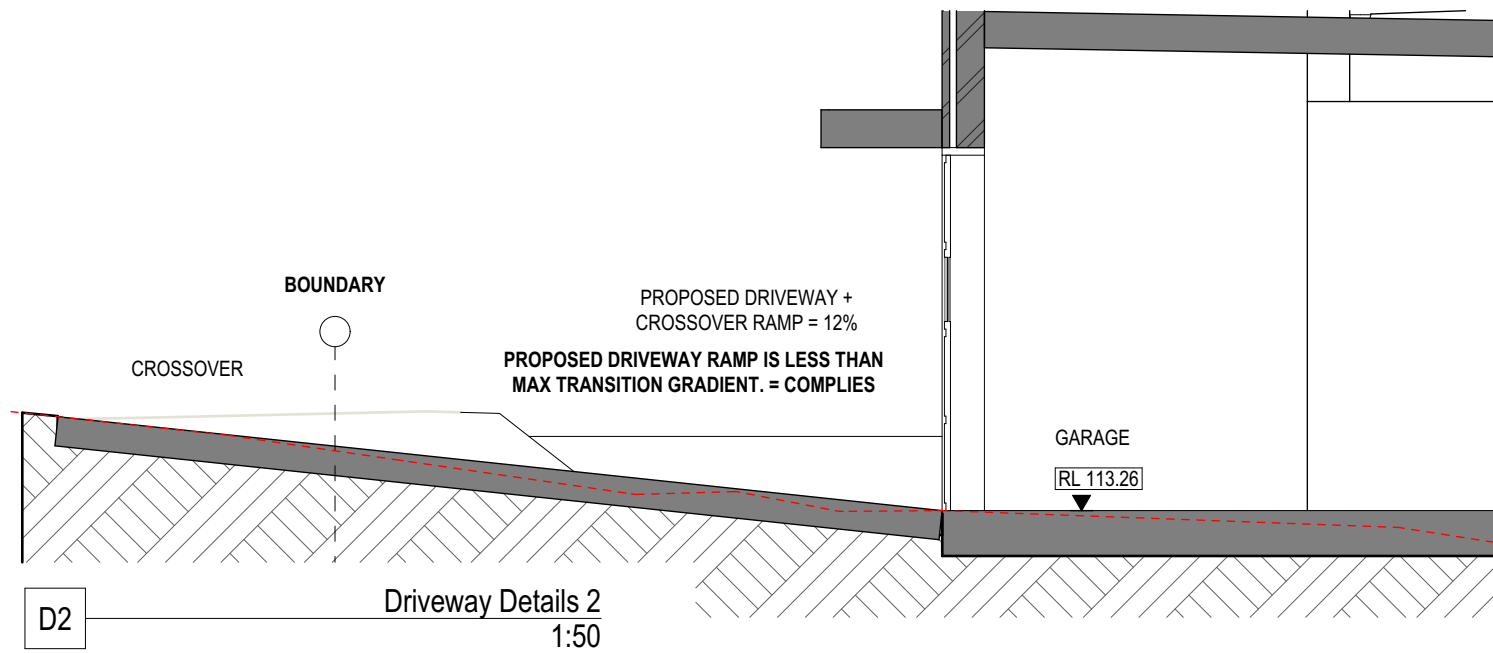 BOUNDARY
CROSSOVER
PROPOSED DRIVEWAY +
CROSSOVER RAMP = 12%
PROPOSED DRIVEWAY RAMP IS LESS THAN
MAX TRANSITION GRADIENT. = COMPLIES
GARAGE
RL 113.26
D2
Driveway Details 2
1:50